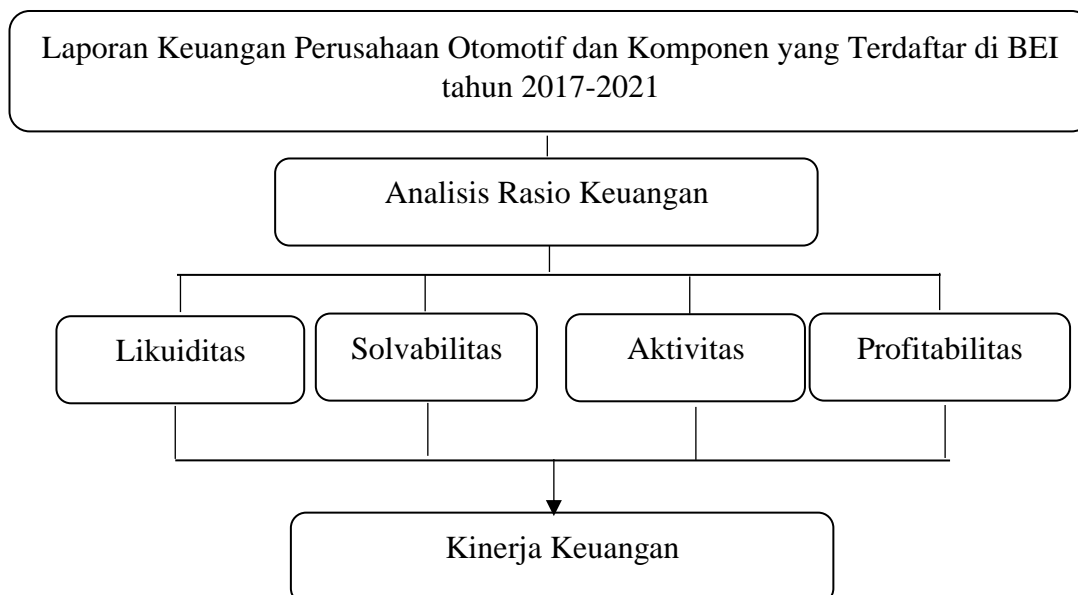 Laporan Keuangan Perusahaan Otomotif dan Komponen yang Terdaftar di BEI
tahun 2017-2021
Analisis Rasio Keuangan
Likuiditas
Solvabilitas
Aktivitas
Profitabilitas
Kinerja Keuangan